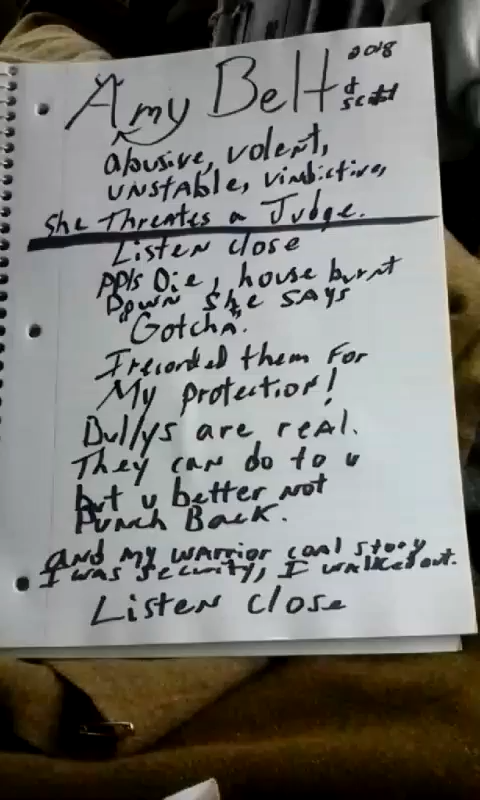 2018
Amy Belt
& scott
abusive, volent,
unstable, vindictive,
she Threates a Judge.
Listen close
ppls Die, house burnt
Down she says
"Gotcha".
I recorded them for
My protection!
Bullys are real.
They can do to u
but u better not
Punch Back.
and my warrior coal story
I was security, I walked out.
Listen close